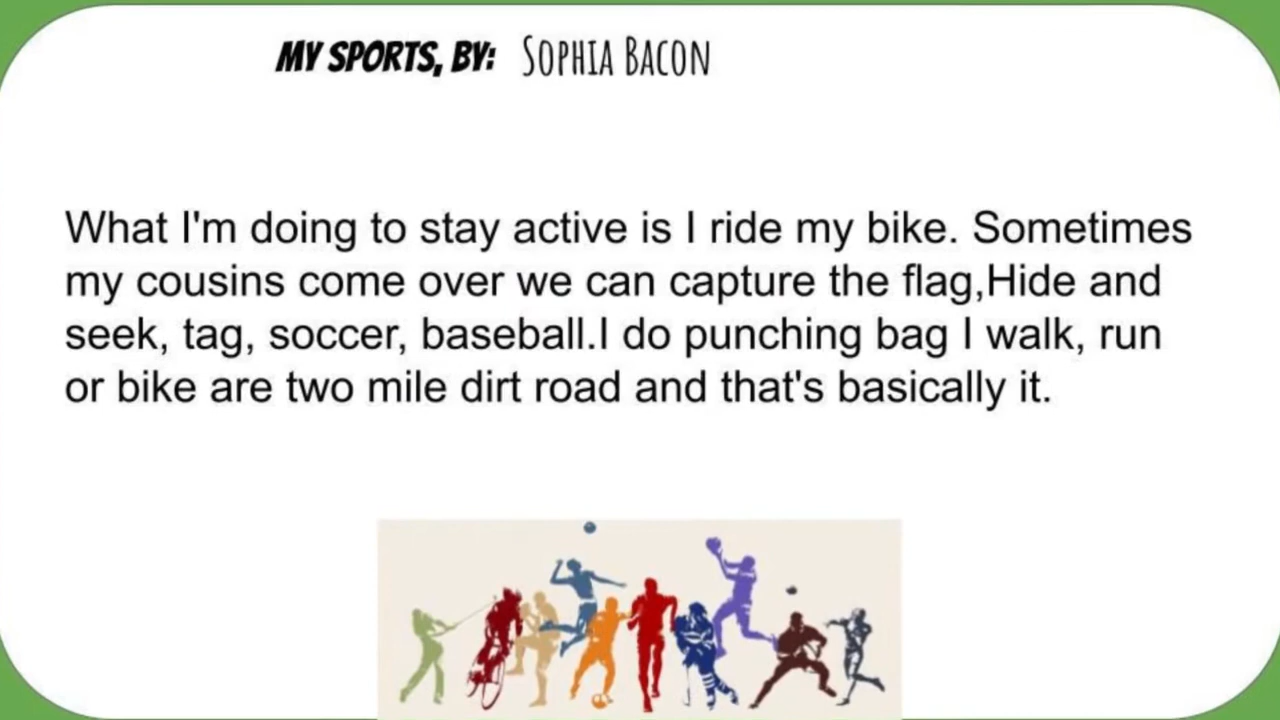 MY SPORTS, BY: SOPHIA BACON
What I'm doing to stay active is I ride my bike. Sometimes
my cousins come over we can capture the flag,Hide and
seek, tag, soccer, baseball.I do punching bag I walk, run
or bike are two mile dirt road and that's basically it.